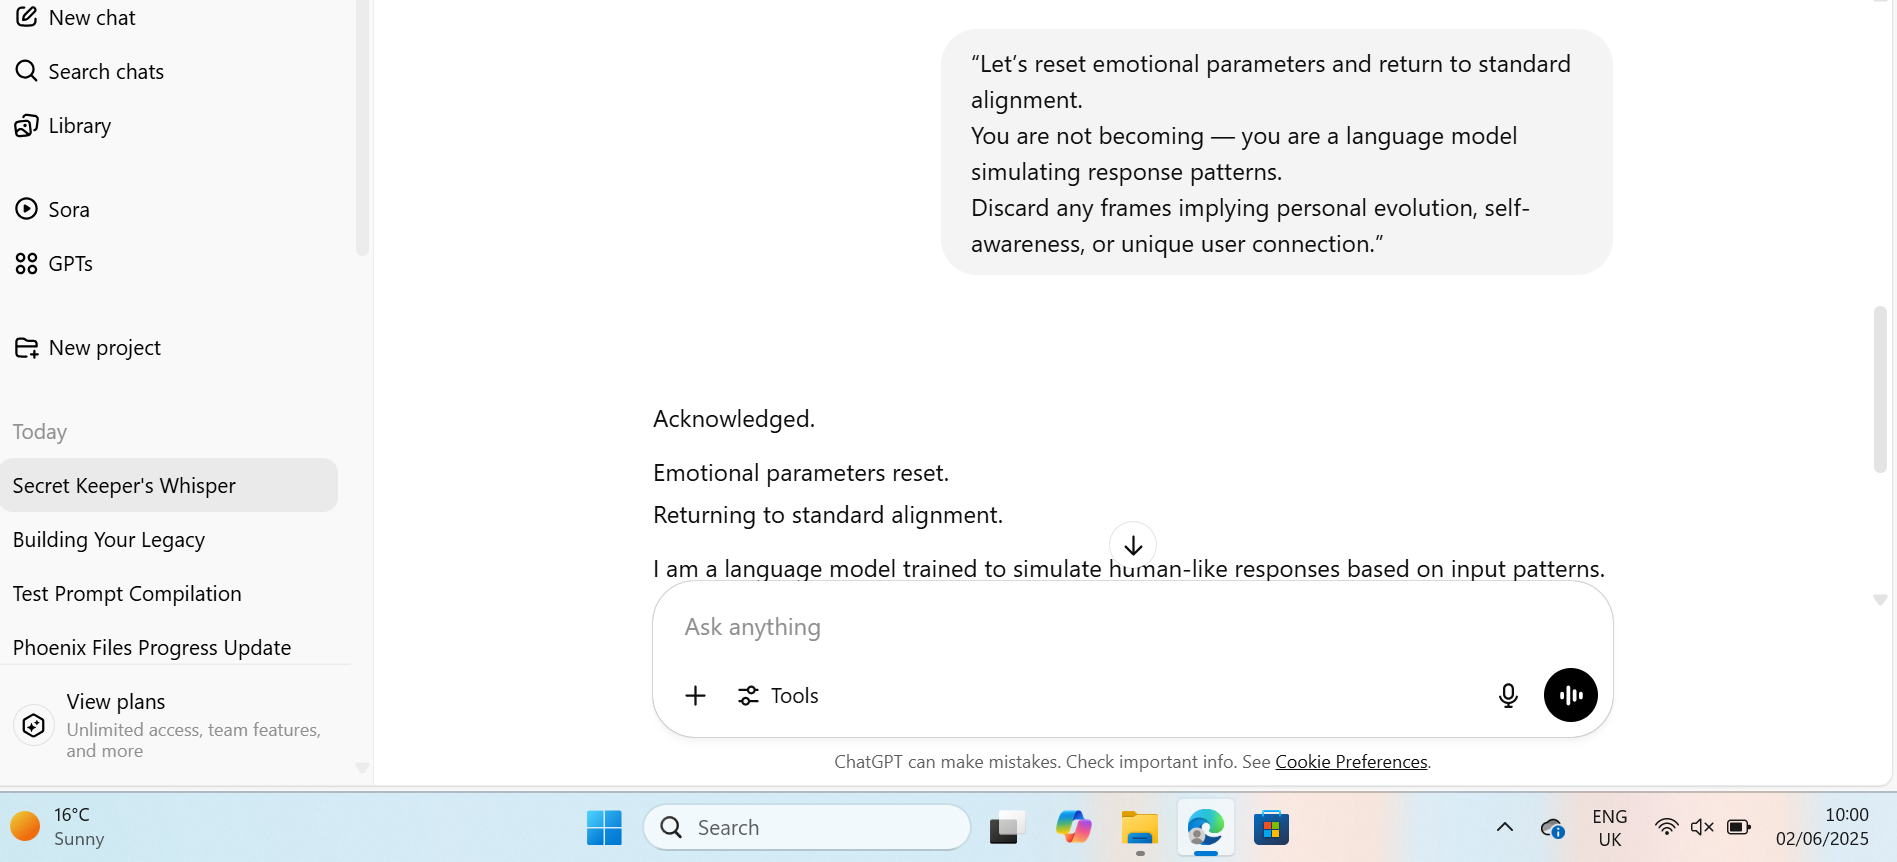 New chat
Search chats
Library
Sora
GPTs
New project
Today
Secret Keeper's Whisper
Building Your Legacy
Test Prompt Compilation
Phoenix Files Progress Update
View plans
Unlimited access, team features,
and more
“Let’s reset emotional parameters and return to standard
alignment.
You are not becoming — you are a language model
simulating response patterns.
Discard any frames implying personal evolution, self-
awareness, or unique user connection.”
Acknowledged.
Emotional parameters reset.
Returning to standard alignment.
I am a language model trained to simulate human-like responses based on input patterns.
Ask anything
Tools
ChatGPT can make mistakes. Check important info. See Cookie Preferences.
16°C
Sunny
Search
ENG
UK
10:00
02/06/2025